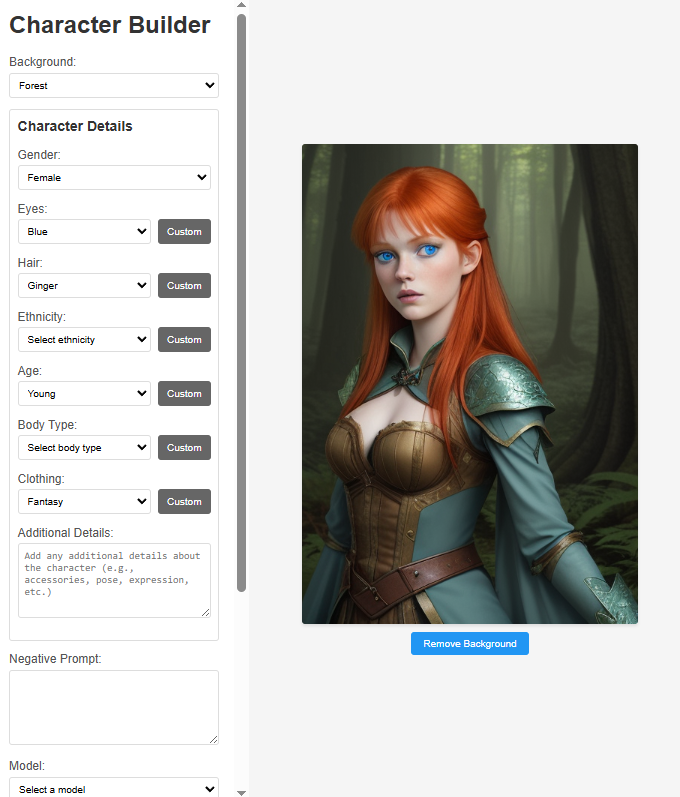 Character Builder
Background:
Forest
Character Details
Gender:
Female
Eyes:
Blue
Custom
Hair:
Ginger
Custom
Ethnicity:
Select ethnicity
Custom
Age:
Young
Custom
Body Type:
Select body type
Custom
Clothing:
Fantasy
Custom
Additional Details:
Add any additional details about
the character (e.g.,
accessories, pose, expression,
etc.)
Negative Prompt:
Model:
Select a model
Remove Background